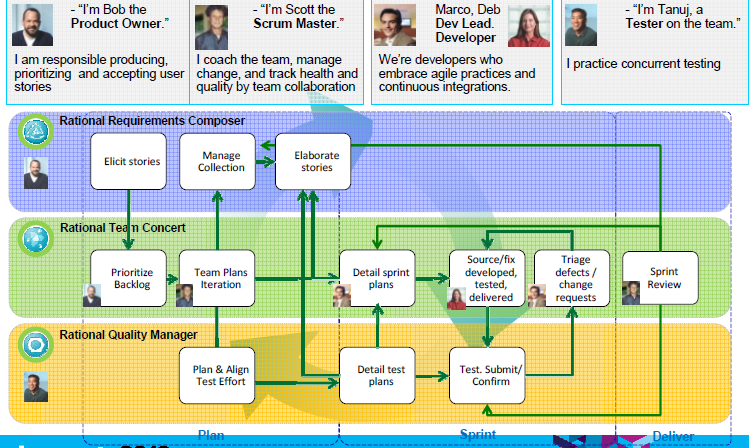 - “I’m Bob the
Product Owner.”
I am responsible producing,
prioritizing and accepting user
stories
- “I’m Scott the
Scrum Master.”
I coach the team, manage
change, and track health and
quality by team collaboration
Marco, Deb
Dev Lead.
Developer
We’re developers who
embrace agile practices and
continuous integrations.
- “I’m Tanuj, a
Tester on the team.”
I practice concurrent testing
Rational Requirements Composer
Elicit stories
Manage
Collection
Elaborate
stories
Rational Team Concert
Prioritize
Backlog
Team Plans
Iteration
Detail sprint
plans
Source/fix
developed,
tested,
delivered
Triage
defects /
change
requests
Sprint
Review
Rational Quality Manager
Plan & Align
Test Effort
Detail test
plans
Test. Submit/
Confirm
Plan
Sprint
Deliver